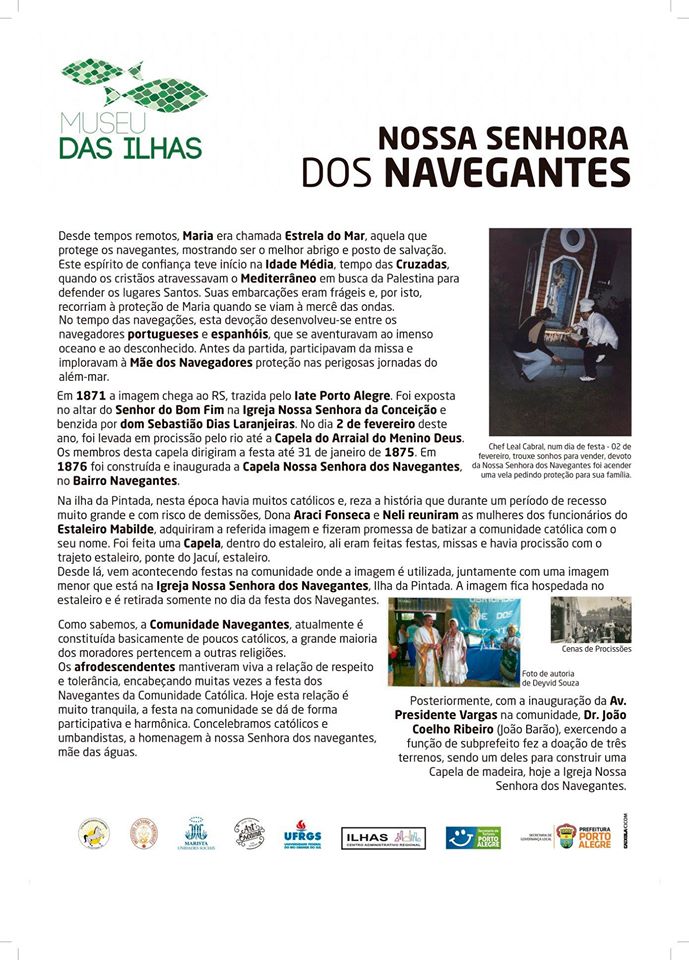 MUSEU
DAS ILHAS
NOSSA SENHORA
DOS NAVEGANTES
Desde tempos remotos, Maria era chamada Estrela do Mar, aquela que
protege os navegantes, mostrando ser o melhor abrigo e posto de salvação.
Este espírito de confiança teve início na Idade Média, tempo das Cruzadas,
quando os cristãos atravessavam o Mediterrâneo em busca da Palestina para
defender os lugares Santos. Suas embarcações eram frágeis e, por isto,
recorriam à proteção de Maria quando se viam à mercê das ondas.
No tempo das navegações, esta devoção desenvolveu-se entre os
navegadores portugueses e espanhóis, que se aventuravam ao imenso
oceano e ao desconhecido. Antes da partida, participavam da missa e
imploravam à Mãe dos Navegadores proteção nas perigosas jornadas do
além-mar.
Em 1871 a imagem chega ao RS, trazida pelo Iate Porto Alegre. Foi exposta
no altar do Senhor do Bom Fim na Igreja Nossa Senhora da Conceição e
benzida por dom Sebastião Dias Laranjeiras. No dia 2 de fevereiro deste
ano, foi levada em procissão pelo rio até a Capela do Arraial do Menino Deus.
Os membros desta capela dirigiram a festa até 31 de janeiro de 1875. Em
1876 foi construída e inaugurada a Capela Nossa Senhora dos Navegantes,
no Bairro Navegantes.
Chef Leal Cabral, num dia de festa - 02 de
fevereiro, trouxe sonhos para vender, devoto
da Nossa Senhora dos Navegantes foi acender
uma vela pedindo proteção para sua família.
Na ilha da Pintada, nesta época havia muitos católicos e, reza a história que durante um período de recesso
muito grande e com risco de demissões, Dona Araci Fonseca e Neli reuniram as mulheres dos funcionários do
Estaleiro Mabilde, adquiriram a referida imagem e fizeram promessa de batizar a comunidade católica com o
seu nome. Foi feita uma Capela, dentro do estaleiro, ali eram feitas festas, missas e havia procissão com o
trajeto estaleiro, ponte do Jacuí, estaleiro.
Desde lá, vem acontecendo festas na comunidade onde a imagem é utilizada, juntamente com uma imagem
menor que está na Igreja Nossa Senhora dos Navegantes, Ilha da Pintada. A imagem fica hospedada no
estaleiro e é retirada somente no dia da festa dos Navegantes.
Como sabemos, a Comunidade Navegantes, atualmente é
constituída basicamente de poucos católicos, a grande maioria
dos moradores pertencem a outras religiões.
Os afrodescendentes mantiveram viva a relação de respeito
e tolerância, encabeçando muitas vezes a festa dos
Navegantes da Comunidade Católica. Hoje esta relação é
muito tranquila, a festa na comunidade se dá de forma
participativa e harmônica. Concelebramos católicos e
umbandistas, a homenagem à nossa Senhora dos navegantes,
mãe das águas.
Cenas de Procissões
Foto de autoria
de Deyvid Souza
Posteriormente, com a inauguração da Av.
Presidente Vargas na comunidade, Dr. João
Coelho Ribeiro (João Barão), exercendo a
função de subprefeito fez a doação de três
terrenos, sendo um deles para construir uma
Capela de madeira, hoje a Igreja Nossa
Senhora dos Navegantes.
MARISTA
UNIDADES SOCIAIS
UFRGS
UNIVERSIDADE FEDERAL
DO RIO GRANDE DO SUL
ILHAS
CENTRO ADMINISTRATIVO REGIONAL
Secretaria de
Turismo
PORTO
ALEGRE
SECRETARIA DE
GOVERNANÇA LOCAL
PREFEITURA
PORTO
ALEGRE